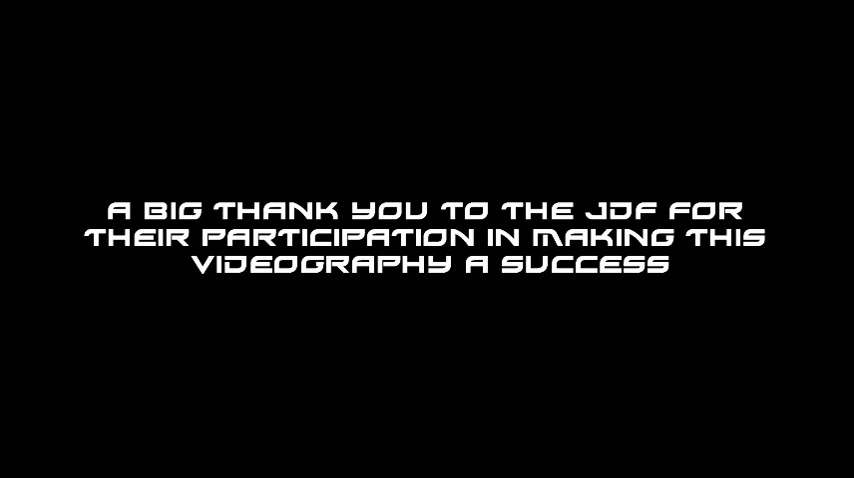 A BIG THANK YOU TO THE JDF FOR
THEIR PARTICIPATION IN MAKING THIS
VIDEOGRAPHY A SUCCESS